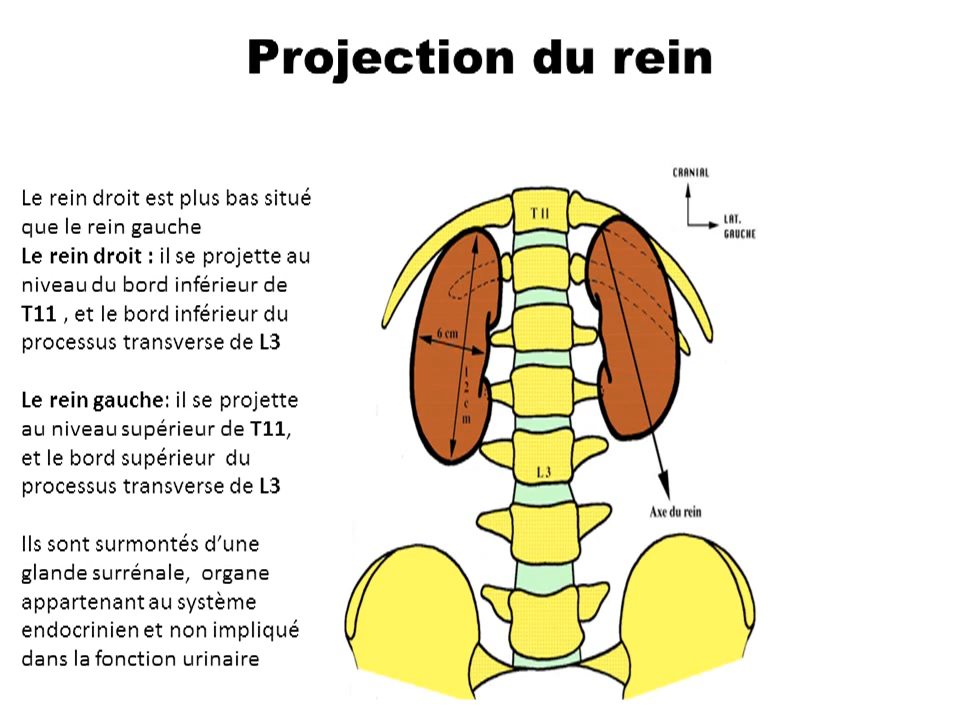 Projection du rein
Le rein droit est plus bas situé
que le rein gauche
Le rein droit : il se projette au
niveau du bord inférieur de
T11 , et le bord inférieur du
processus transverse de L3
Le rein gauche: il se projette
au niveau supérieur de T11,
et le bord supérieur du
processus transverse de L3
Ils sont surmontés d’une
glande surrénale, organe
appartenant au système
endocrinien et non impliqué
dans la fonction urinaire
CRANIAL
LAT.
GAUCHE
T 11
6 cm
12cm
L 3
Axe du rein